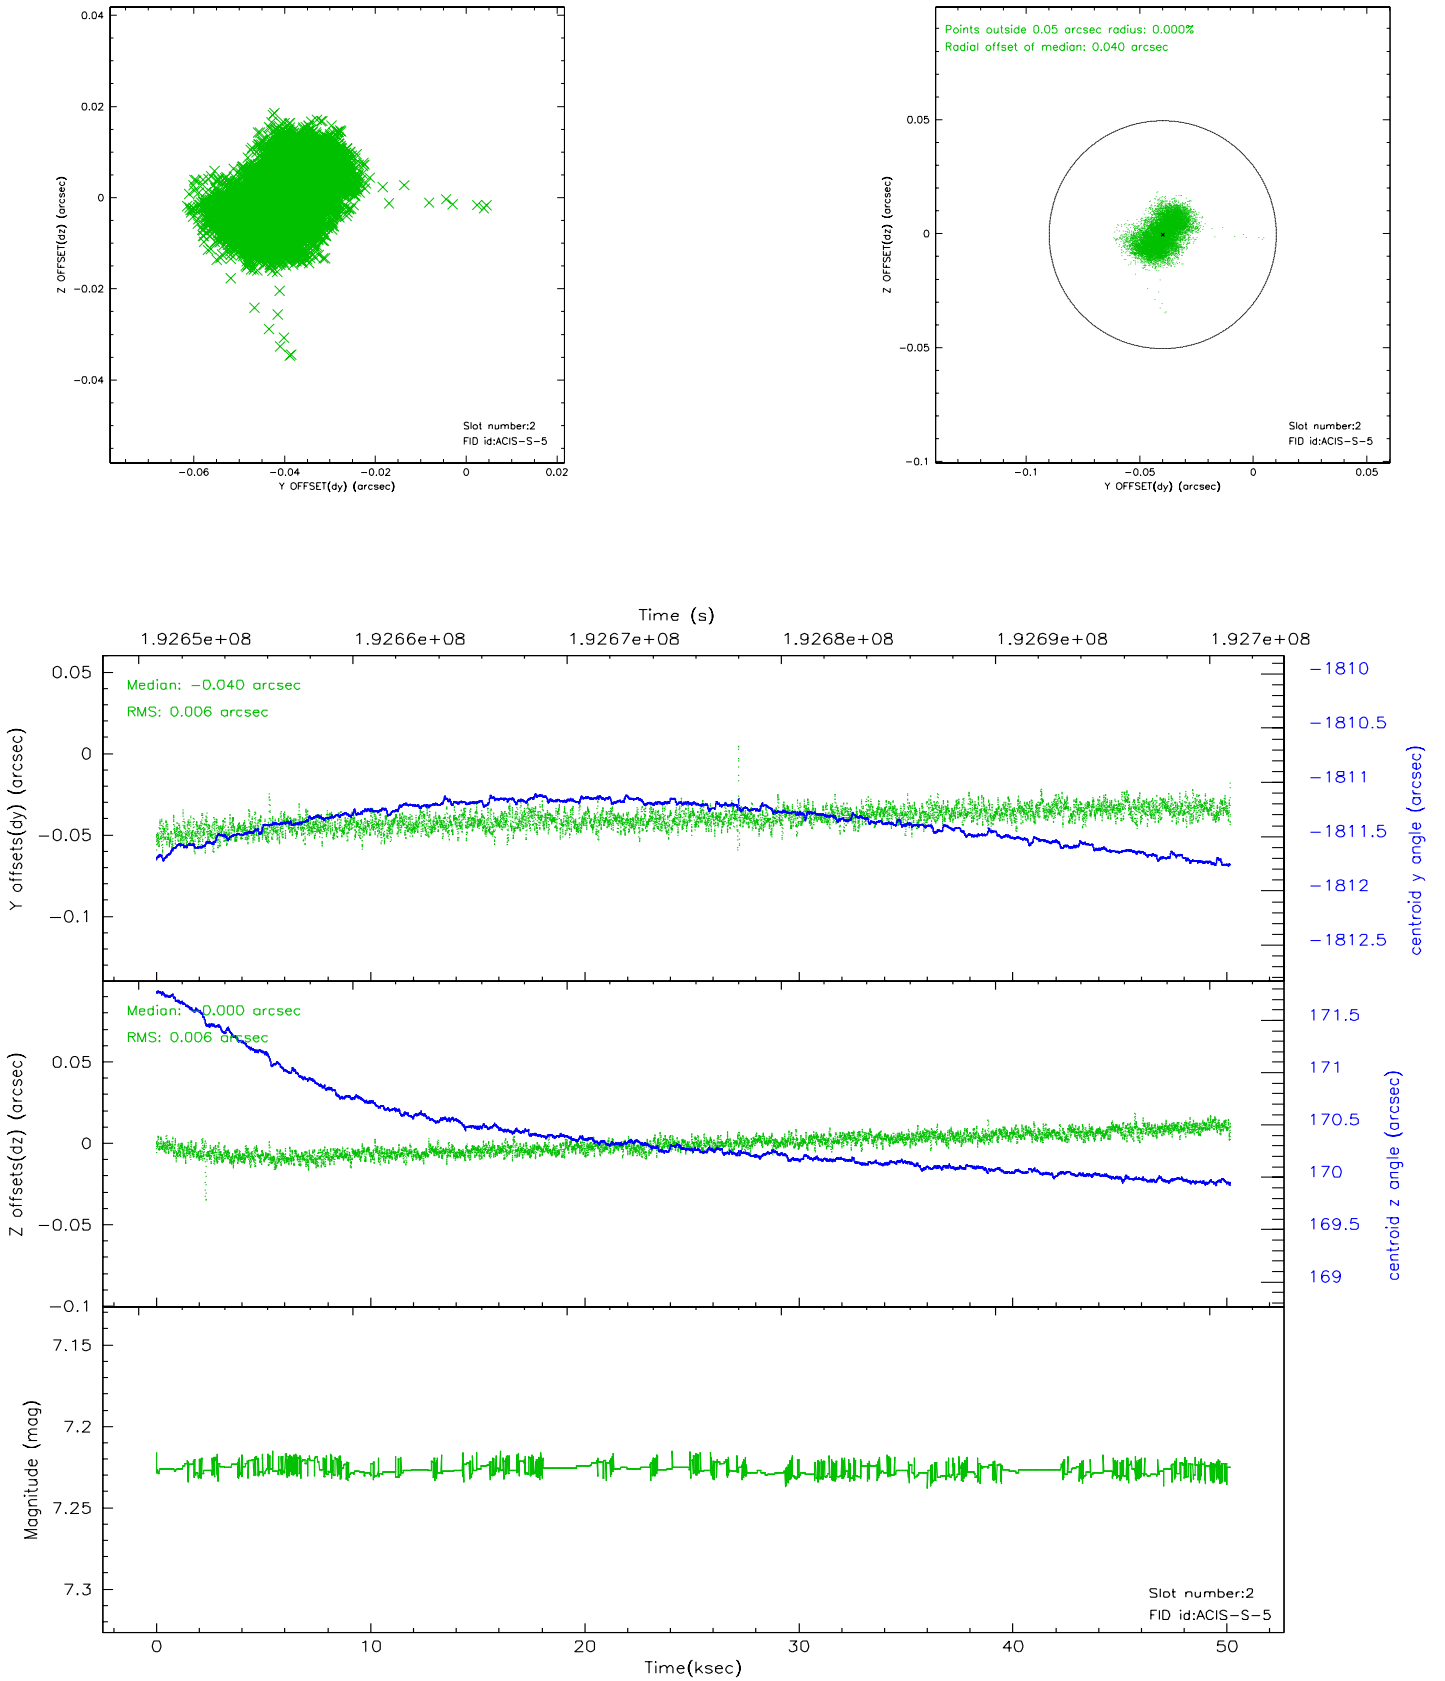 0.04
0.02
0
−0.02
−0.04
Z OFFSET(dz) (arcsec)
Slot number:2
FID id:ACIS−S−5
−0.06 −0.04 −0.02 0 0.02
Y OFFSET(dy) (arcsec)
Points outside 0.05 arcsec radius: 0.000%
Radial offset of median: 0.040 arcsec
0.05
0
−0.05
−0.1
Z OFFSET(dz) (arcsec)
Slot number:2
FID id:ACIS−S−5
−0.1 −0.05 0 0.05
Y OFFSET(dy) (arcsec)
Time (s)
1.9265e+08 1.9266e+08 1.9267e+08 1.9268e+08 1.9269e+08 1.927e+08
0.05
0
−0.05
−0.1
Y offsets(dy) (arcsec)
Median: −0.040 arcsec
RMS: 0.006 arcsec
−1810
−1810.5
−1811
−1811.5
−1812
−1812.5
centroid y angle (arcsec)
0.05
0
−0.05
−0.1
Z offsets(dz) (arcsec)
Median: 0.000 arcsec
RMS: 0.006 arcsec
171.5
171
170.5
170
169.5
169
centroid z angle (arcsec)
7.15
7.2
7.25
7.3
Magnitude (mag)
Slot number:2
FID id:ACIS−S−5
0 10 20 30 40 50
Time(ksec)